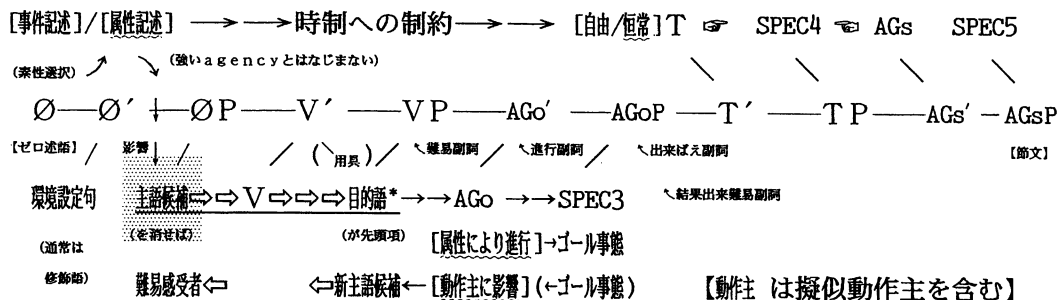 [事件記述]/[属性記述] → → →時制への制約→ → → [自由/恒常] T ☞ SPEC4 ☜ AGs SPEC5
(素性選択) (強いagencyとはなじまない)
Ø──Ø′──ØP──V′──VP──AGo′──AGoP──T′──TP──AGs′──AGsP
【ゼロ述語】 影響 (用具) 難易副詞 進行副詞 出来ばえ副詞 【節文】
環境設定句 主語候補⇨⇨V⇨⇨⇨目的語*→→AGo →→SPEC3 結果出来難易副詞
(通常は (を消せば) (が先頭項) [属性により進行]→ゴール事態
修飾語) 難易感受者⇦ ⇦新主語候補←[動作主に影響](←ゴール事態) 【動作主 は擬似動作主を含む】